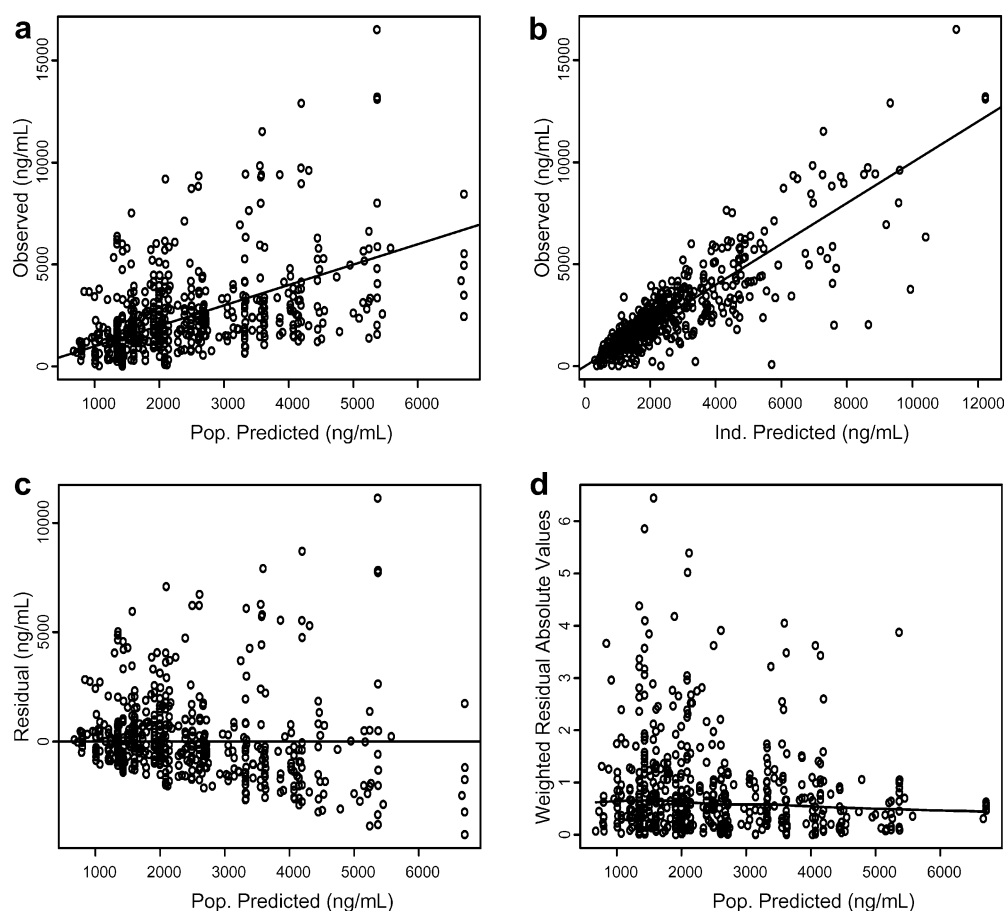 a
15000
10000
5000
0
Observed (ng/mL)
1000 2000 3000 4000 5000 6000
Pop. Predicted (ng/mL)
b
15000
10000
5000
0
Observed (ng/mL)
0 2000 4000 6000 8000 10000 12000
Ind. Predicted (ng/mL)
c
10000
5000
0
Residual (ng/mL)
1000 2000 3000 4000 5000 6000
Pop. Predicted (ng/mL)
d
6
5
4
3
2
1
0
Weighted Residual Absolute Values
1000 2000 3000 4000 5000 6000
Pop. Predicted (ng/mL)